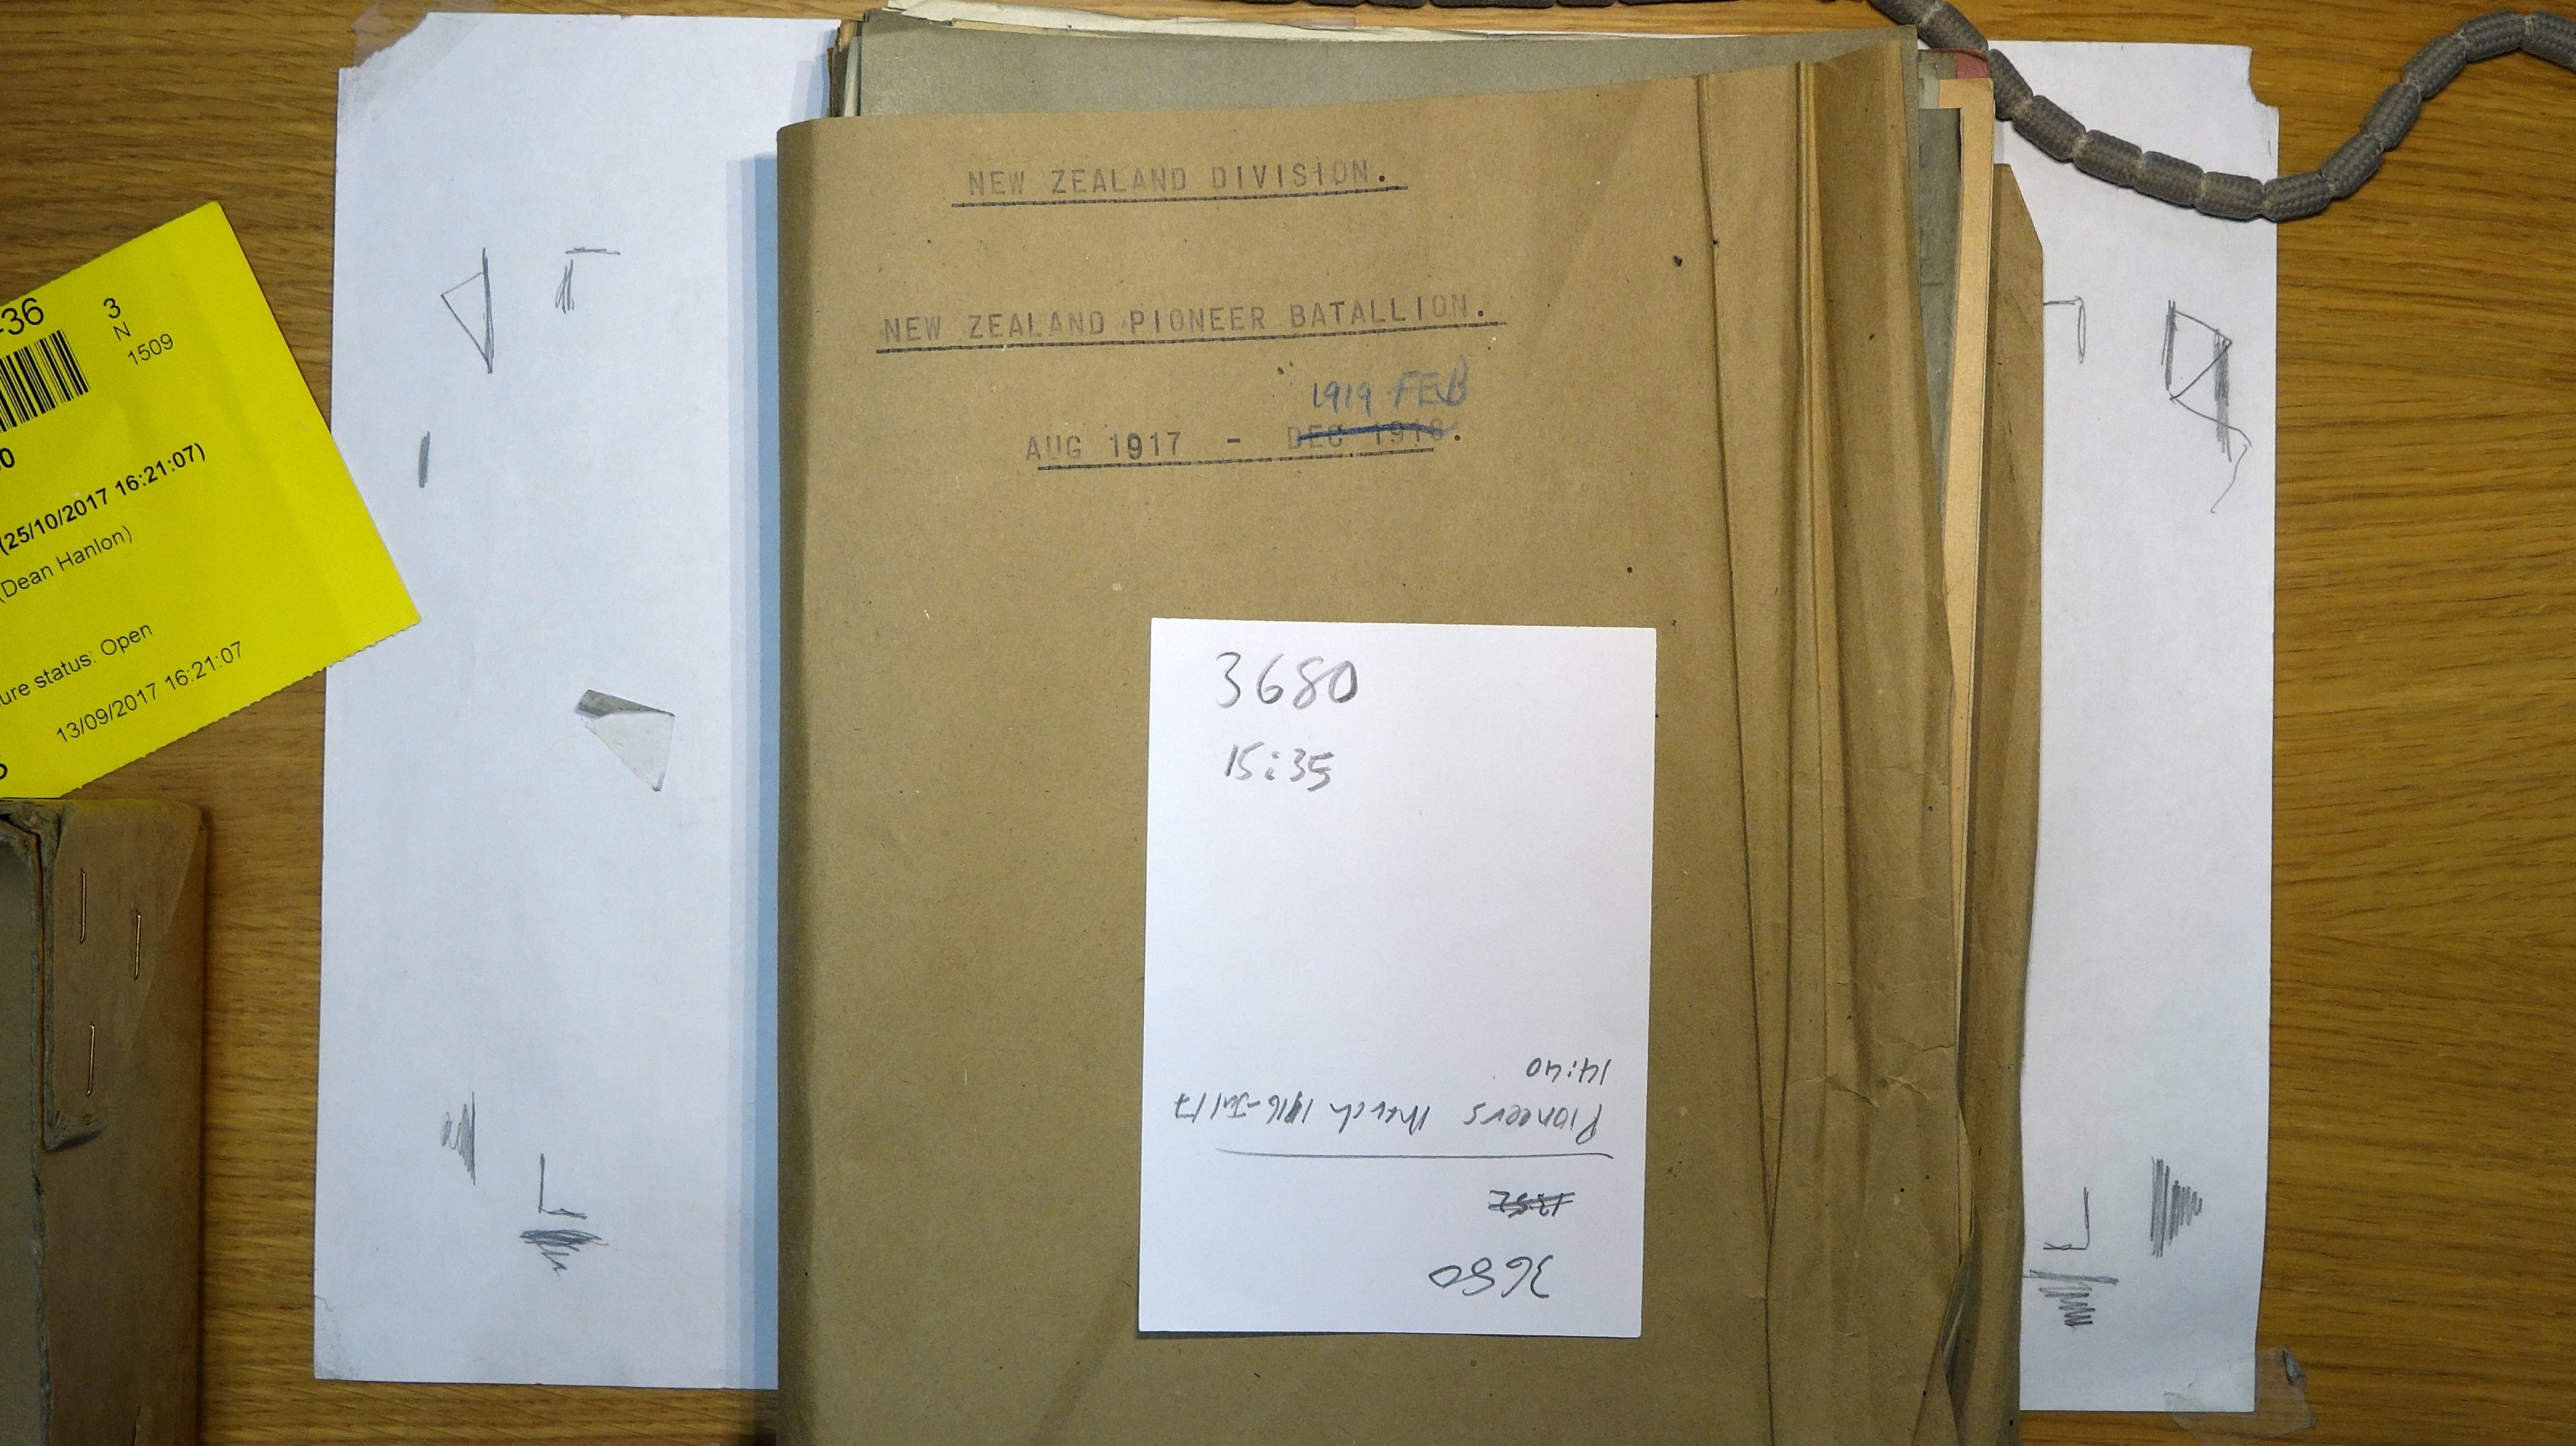 NEW ZEALAND DIVISION.
NEW ZEALAND PIONEER BATALLION.
1919 FEB
AUG 1917 - DEC 1918.
3680
15:35
3680
Pioneers March 1916-Jul 17
14:40
-36
3
N
1509
0
(25/10/2017 16:21:07)
(Dean Hanlon)
ure status: Open
13/09/2017 16:21:07